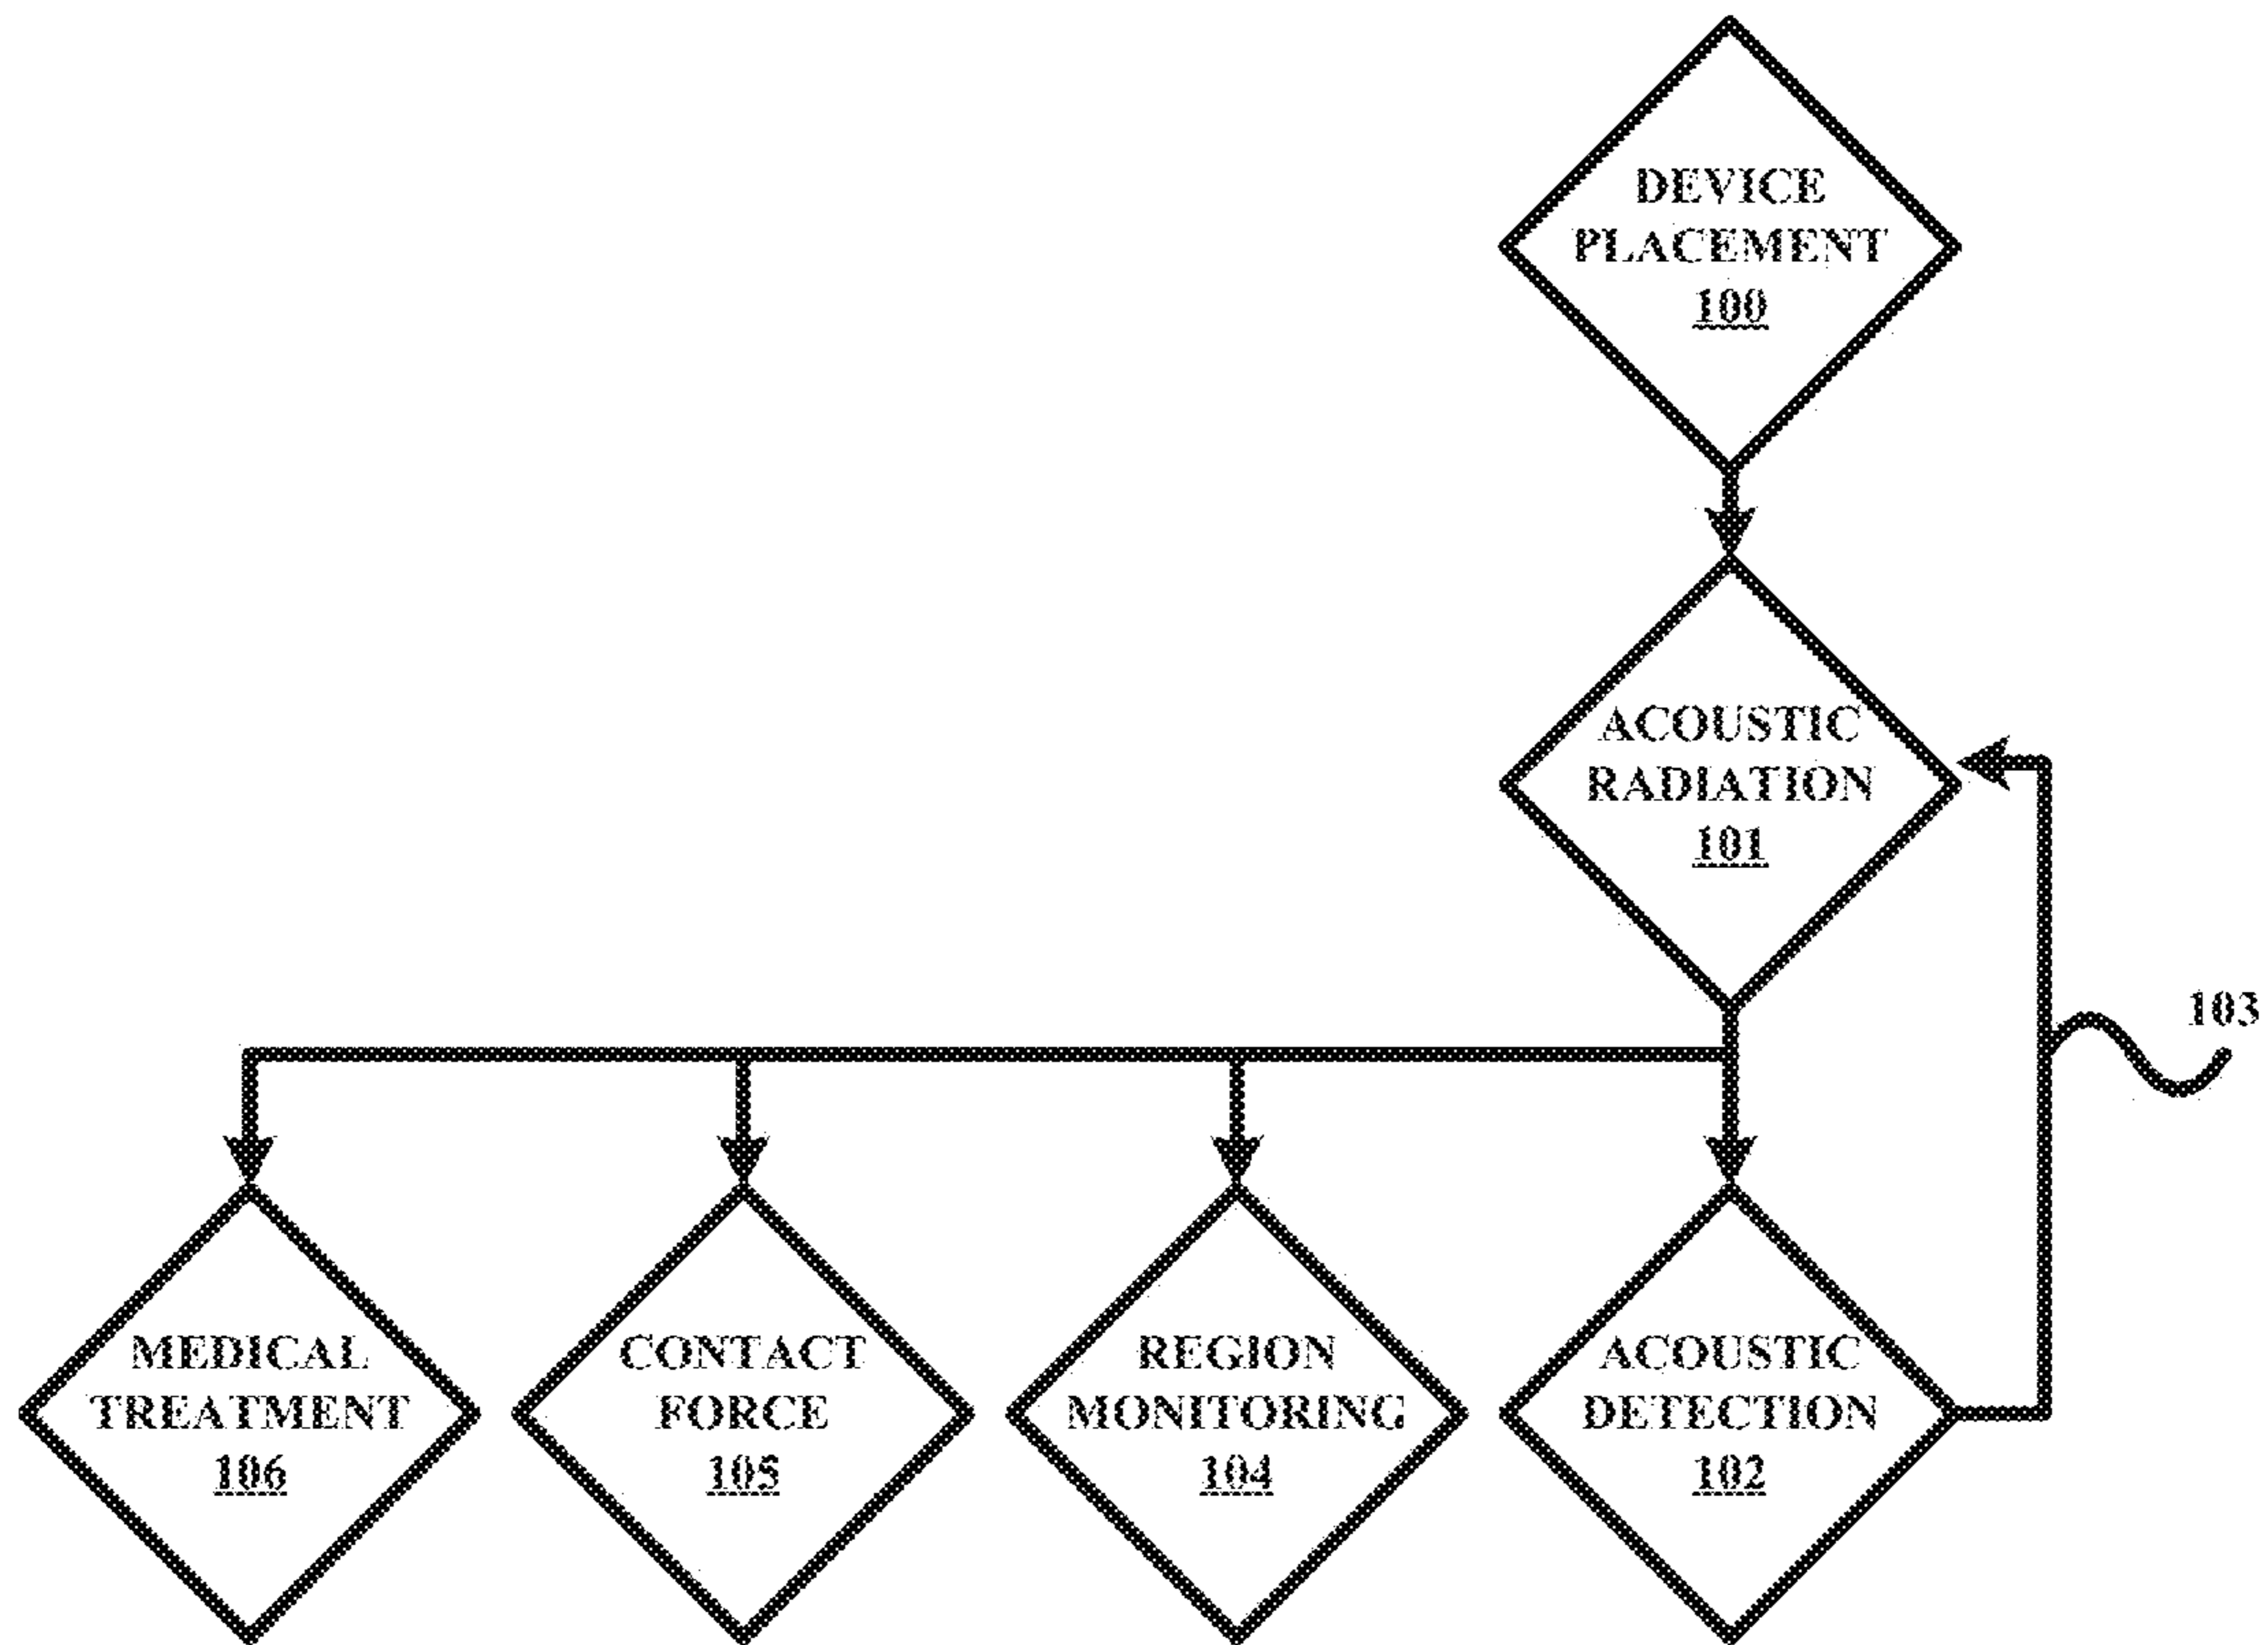 DEVICE
PLACEMENT
100
ACOUSTIC
RADIATION
101
103
MEDICAL
TREATMENT
106
CONTACT
FORCE
105
REGION
MONITORING
104
ACOUSTIC
DETECTION
102